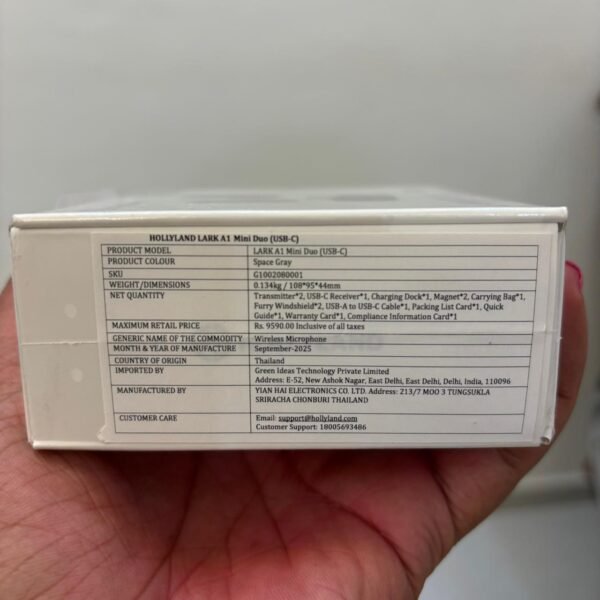 HOLLYLAND LARK A1 Mini Duo (USB-C)
PRODUCT MODEL LARK A1 Mini Duo (USB-C)
PRODUCT COLOUR Space Gray
SKU G1002080001
WEIGHT/DIMENSIONS 0.134kg / 108*95*44mm
NET QUANTITY Transmitter*2, USB-C Receiver*1, Charging Dock*1, Magnet*2, Carrying Bag*1,
Furry Windshield*2, USB-A to USB-C Cable*1, Packing List Card*1, Quick
Guide*1, Warranty Card*1, Compliance Information Card*1
MAXIMUM RETAIL PRICE Rs. 9590.00 Inclusive of all taxes
GENERIC NAME OF THE COMMODITY Wireless Microphone
MONTH & YEAR OF MANUFACTURE September-2025
COUNTRY OF ORIGIN Thailand
IMPORTED BY Green Ideas Technology Private Limited
Address: E-52, New Ashok Nagar, East Delhi, East Delhi, Delhi, India, 110096
MANUFACTURED BY YIAN HAI ELECTRONICS CO. LTD. Address: 213/7 MOO 3 TUNGSUKLA
SRIRACHA CHONBURI THAILAND
CUSTOMER CARE Email: support@hollyland.com
Customer Support: 18005693486